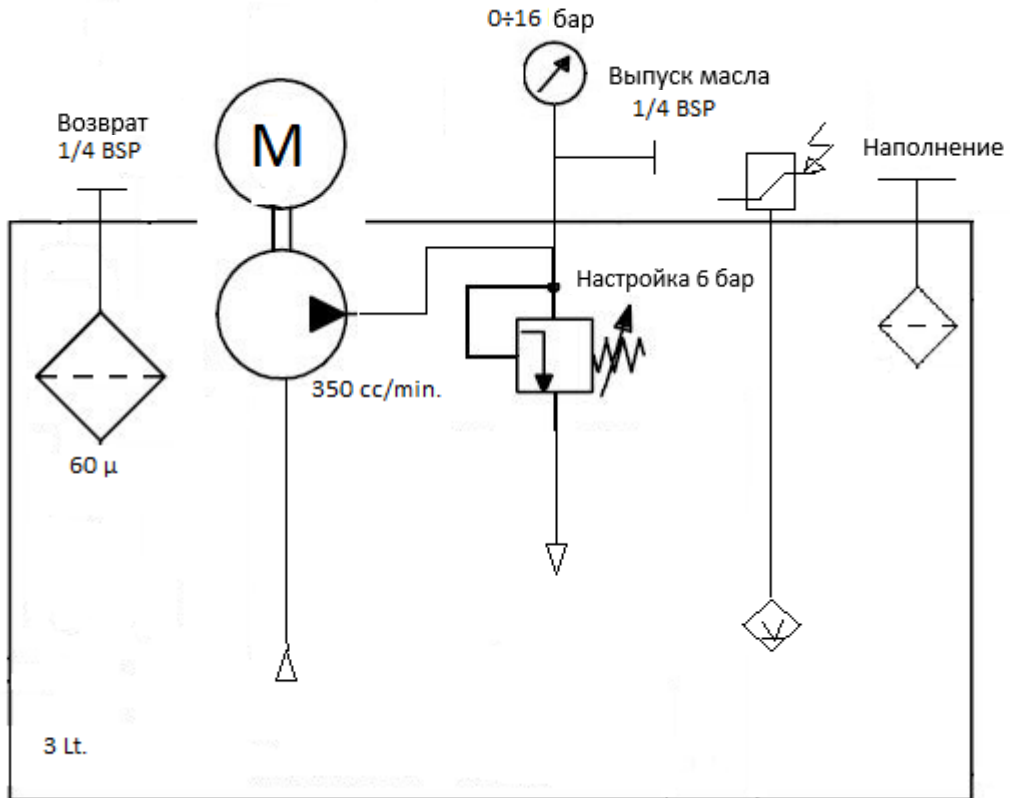 0÷16 бар
Выпуск масла
1/4 BSP
Возврат
1/4 BSP
M
Наполнение
Настройка 6 бар
350 cc/min.
60 µ
3 Lt.